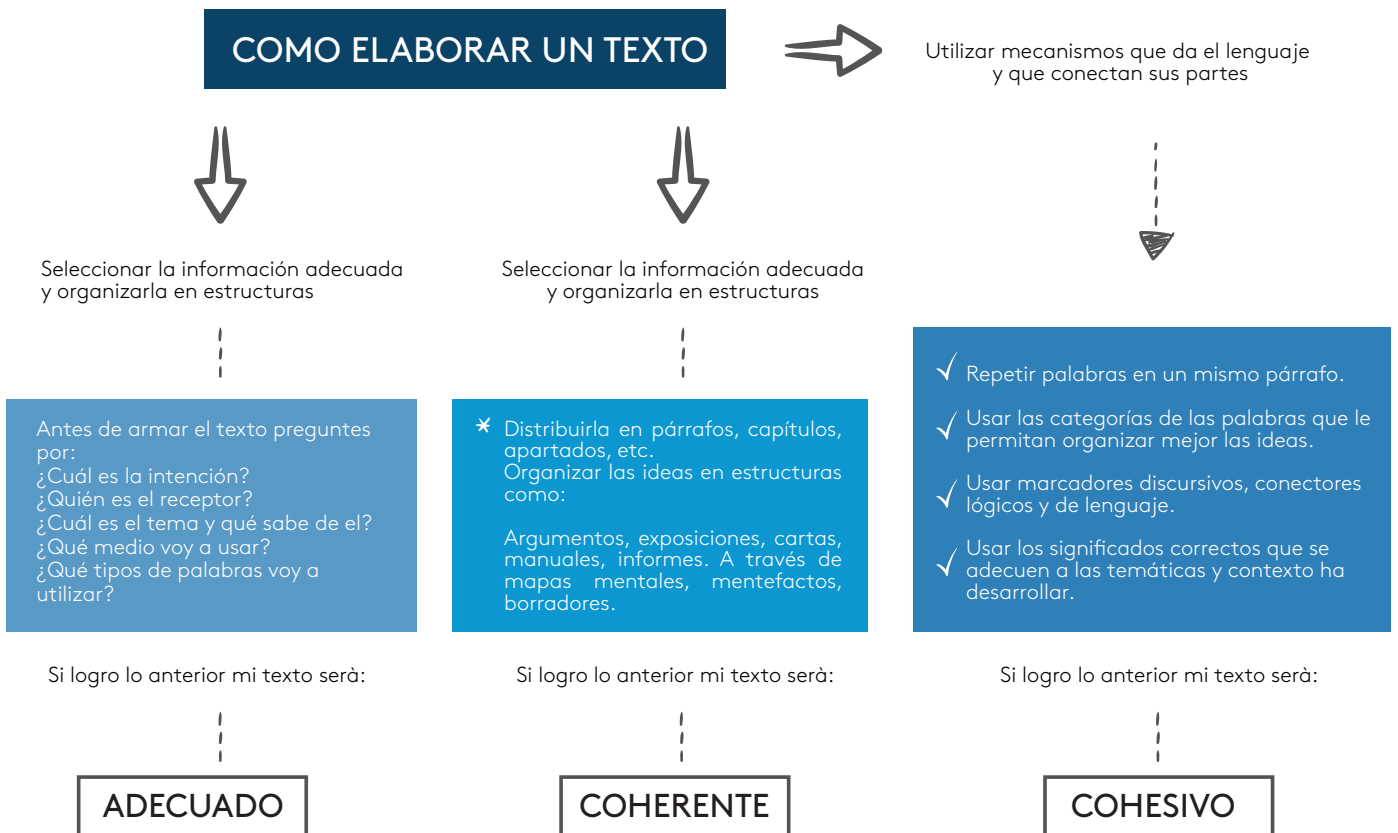 COMO ELABORAR UN TEXTO
Utilizar mecanismos que da el lenguaje
y que conectan sus partes
Seleccionar la información adecuada
y organizarla en estructuras
Antes de armar el texto preguntes
por:
¿Cuál es la intención?
¿Quién es el receptor?
¿Cuál es el tema y qué sabe de el?
¿Qué medio voy a usar?
¿Qué tipos de palabras voy a
utilizar?
Si logro lo anterior mi texto serà:
ADECUADO
Seleccionar la información adecuada
y organizarla en estructuras
* Distribuirla en párrafos, capítulos,
apartados, etc.
Organizar las ideas en estructuras
como:
Argumentos, exposiciones, cartas,
manuales, informes. A través de
mapas mentales, mentefactos,
borradores.
Si logro lo anterior mi texto serà:
COHERENTE
✓ Repetir palabras en un mismo párrafo.
✓ Usar las categorías de las palabras que le
permitan organizar mejor las ideas.
✓ Usar marcadores discursivos, conectores
lógicos y de lenguaje.
✓ Usar los significados correctos que se
adecuen a las temáticas y contexto ha
desarrollar.
Si logro lo anterior mi texto serà:
COHESIVO